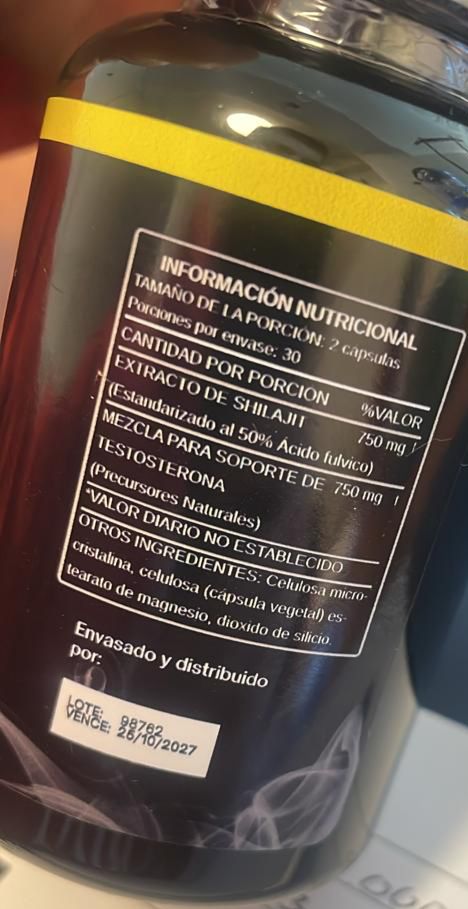 INFORMACIÓN NUTRICIONAL
TAMAÑO DE LA PORCIÓN: 2 cápsulas
Porciones por envase: 30
CANTIDAD POR PORCION %VALOR
EXTRACTO DE SHILAJIT 750 mg †
(Estandarizado al 50% Ácido fulvico)
MEZCLA PARA SOPORTE DE 750 mg †
TESTOSTERONA
(Precursores Naturales)
*VALOR DIARIO NO ESTABLECIDO
OTROS INGREDIENTES: Celulosa micro-
cristalina, celulosa (cápsula vegetal) es-
tearato de magnesio, dioxido de silicio.
Envasado y distribuido
por:
LOTE: 98762
VENCE: 26/10/2027